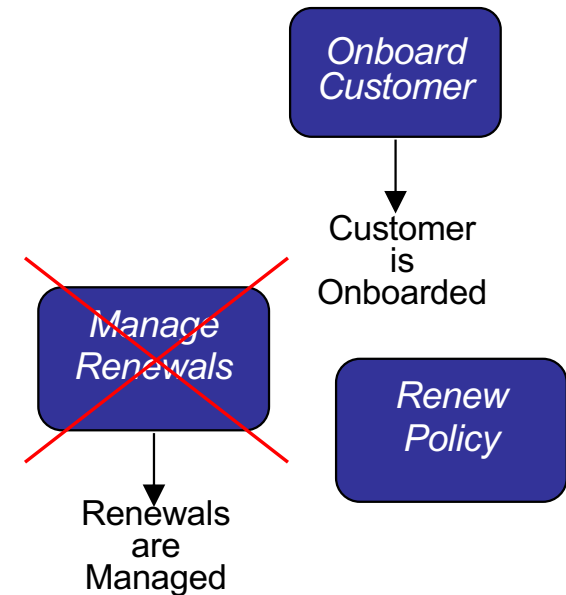 Onboard
Customer
Customer
is
Onboarded
Manage
Renewals
Renewals
are
Managed
Renew
Policy